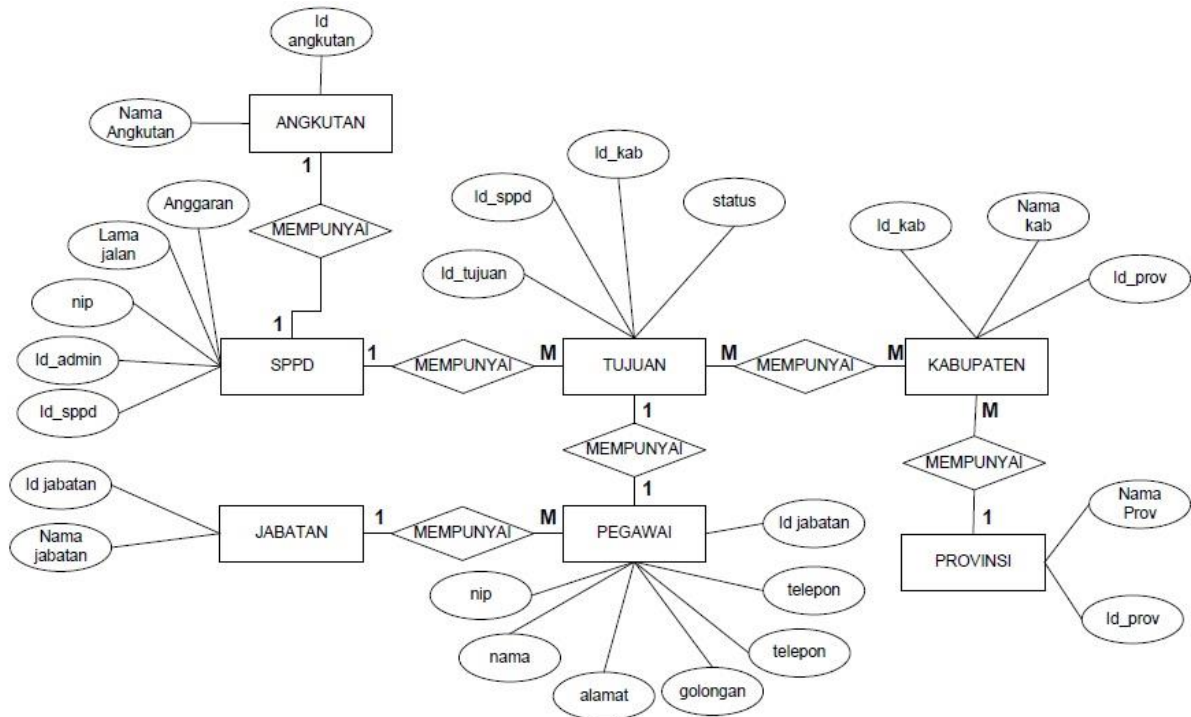 Id
angkutan
Nama
Angkutan
ANGKUTAN
1
MEMPUNYAI
1
Anggaran
Lama
jalan
nip
Id_admin
Id_sppd
SPPD
1
MEMPUNYAI
M
Id_kab
Id_sppd
status
Id_tujuan
TUJUAN
M
MEMPUNYAI
M
Id_kab
Nama
kab
Id_prov
KABUPATEN
M
MEMPUNYAI
1
PROVINSI
Nama
Prov
Id_prov
1
MEMPUNYAI
1
Id jabatan
Nama
jabatan
JABATAN
1
MEMPUNYAI
M
PEGAWAI
Id jabatan
telepon
telepon
golongan
alamat
nama
nip